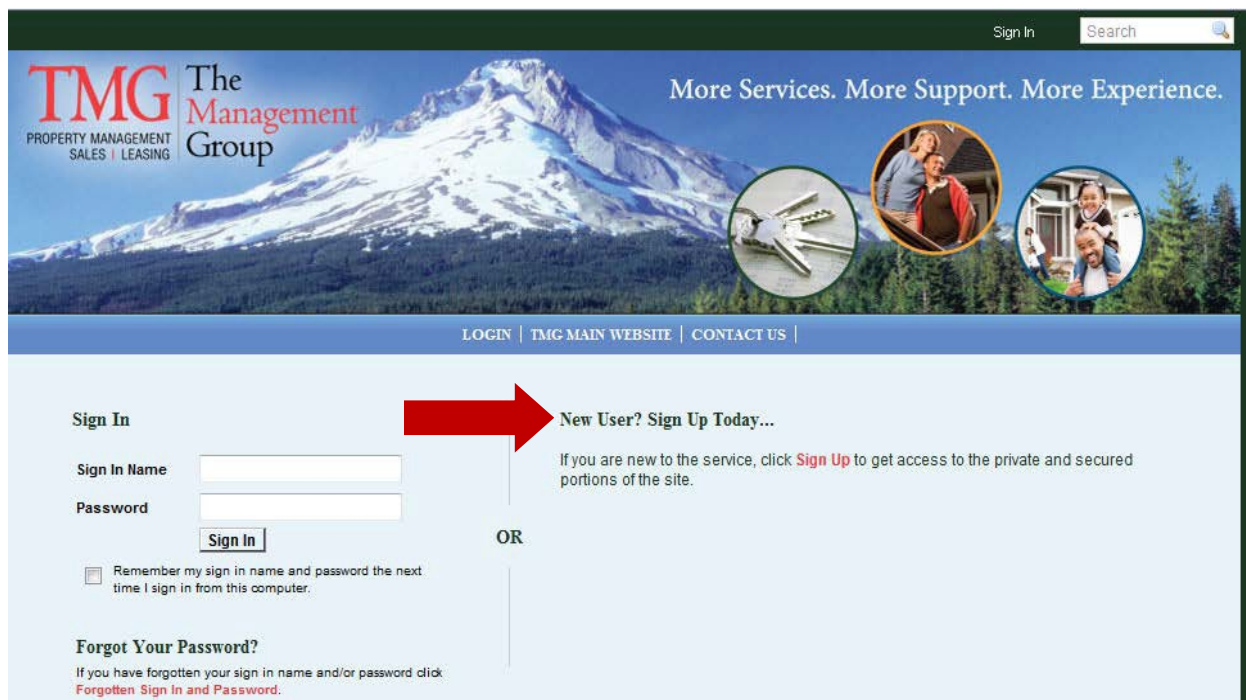 Sign In
Search
TMG
PROPERTY MANAGEMENT
SALES | LEASING
The
Management
Group
More Services. More Support. More Experience.
LOGIN | TMG MAIN WEBSITE | CONTACT US |
Sign In
Sign In Name
Password
Sign In
Remember my sign in name and password the next
time I sign in from this computer.
Forgot Your Password?
If you have forgotten your sign in name and/or password click
Forgotten Sign In and Password.
OR
New User? Sign Up Today...
If you are new to the service, click Sign Up to get access to the private and secured
portions of the site.